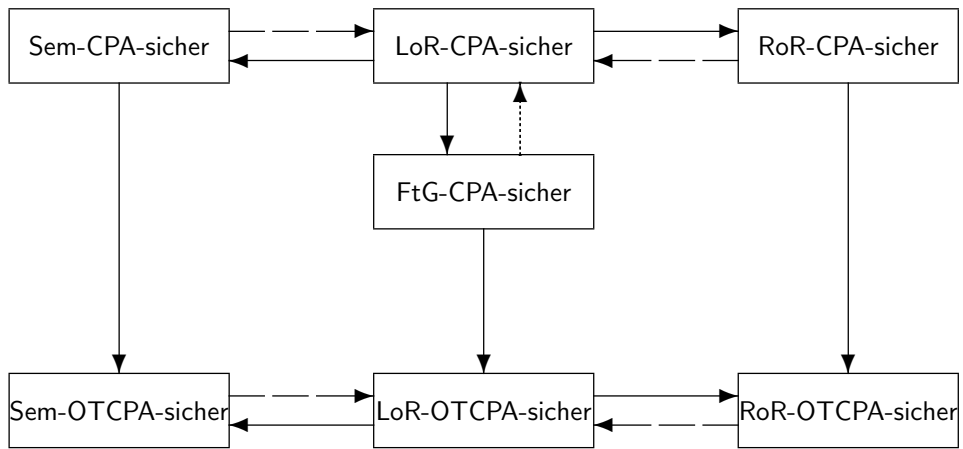 Sem-CPA-sicher
LoR-CPA-sicher
RoR-CPA-sicher
FtG-CPA-sicher
Sem-OTCPA-sicher
LoR-OTCPA-sicher
RoR-OTCPA-sicher